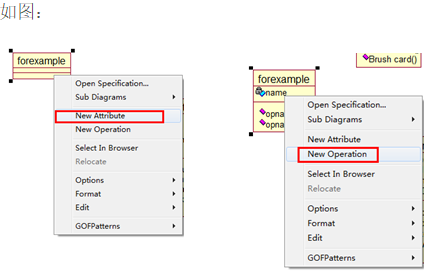 如图：
forexample
Open Specification...
Sub Diagrams
New Attribute
New Operation
Select In Browser
Relocate
Options
Format
Edit
GOFPatterns
Brush card()
forexample
name
opna
opna
Open Specification...
Sub Diagrams
New Attribute
New Operation
Select In Browser
Relocate
Options
Format
Edit
GOFPatterns